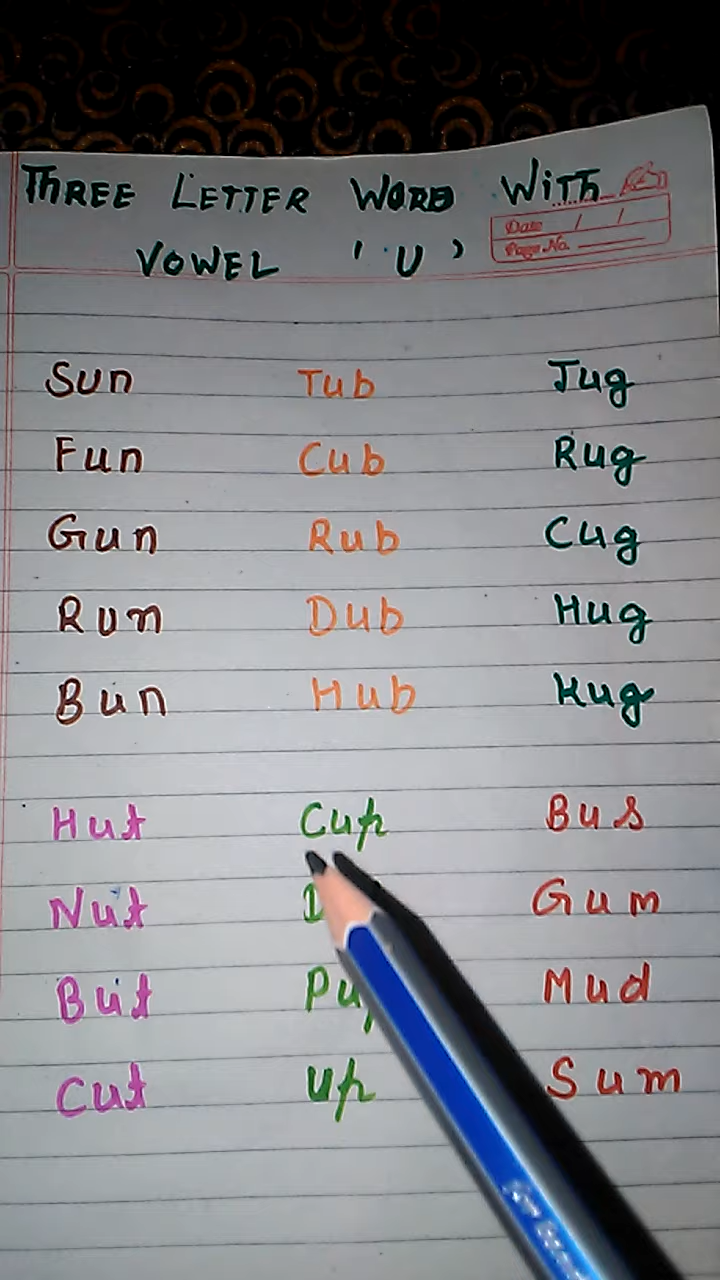 THREE LETTER WORD WITH
VOWEL 'U'
Date / /
Page No.
Sun Tub Jug
Fun Cub Rug
Gun Rub Cug
Run Dub Hug
Bun Hub Kug
Hut Cup Bus
Nut Gum
But Mud
Cut Up Sum